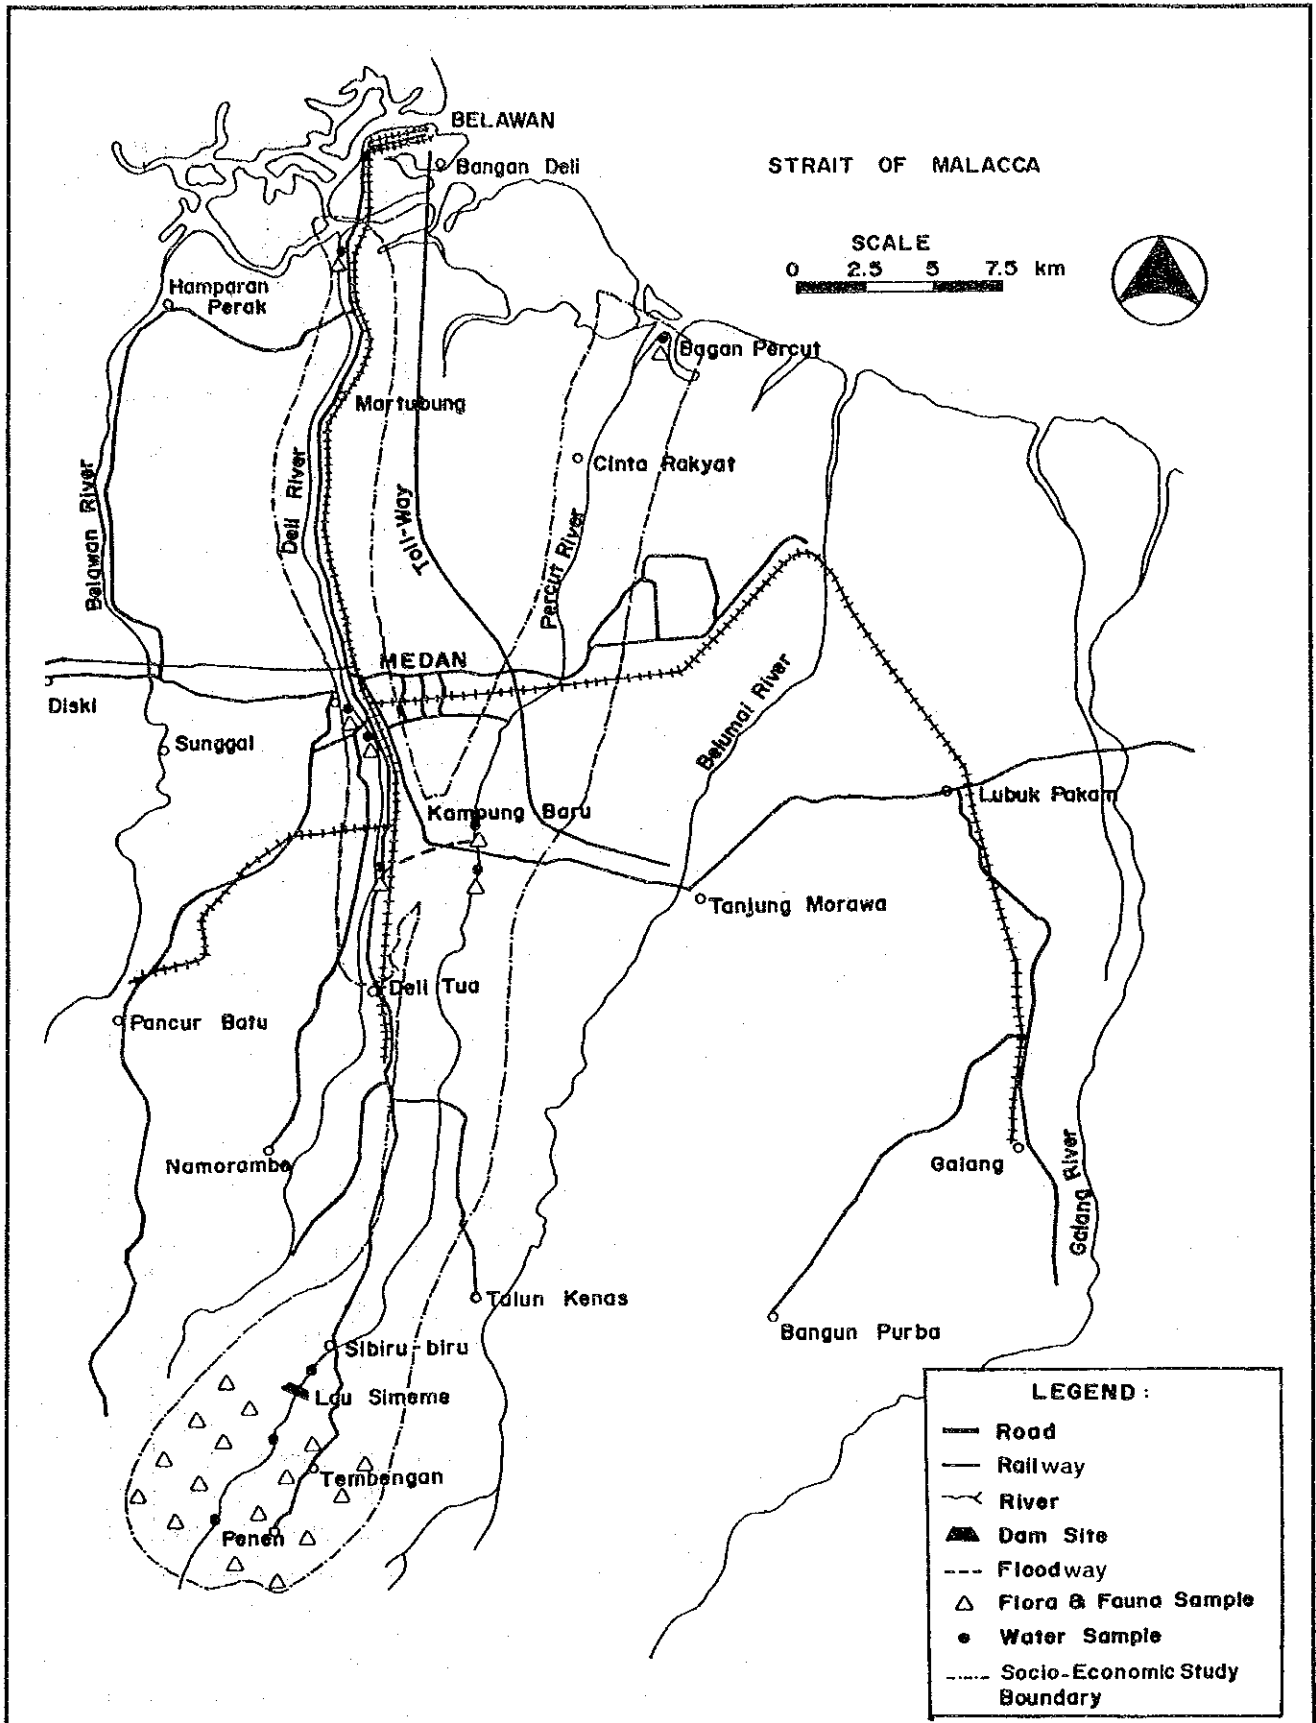 BELAWAN
Bangan Deli
STRAIT OF MALACCA
SCALE
0 2.5 5 7.5 km
Hamparan
Perak
Bagan Percut
Martubung
Cinta Rakyat
Belawan River
Deli River
Toll-Way
Percut River
MEDAN
Diski
Sunggal
Belumai River
Kampung Baru
Lubuk Pakam
Tanjung Morawa
Deli Tua
Pancur Batu
Namorambe
Galang
Galang River
Talun Kenas
Bangun Purba
Sibiru-biru
Lau Simeme
Tembengan
Penen
LEGEND :
Road
Railway
River
Dam Site
Floodway
Flora & Fauna Sample
Water Sample
Socio-Economic Study
Boundary